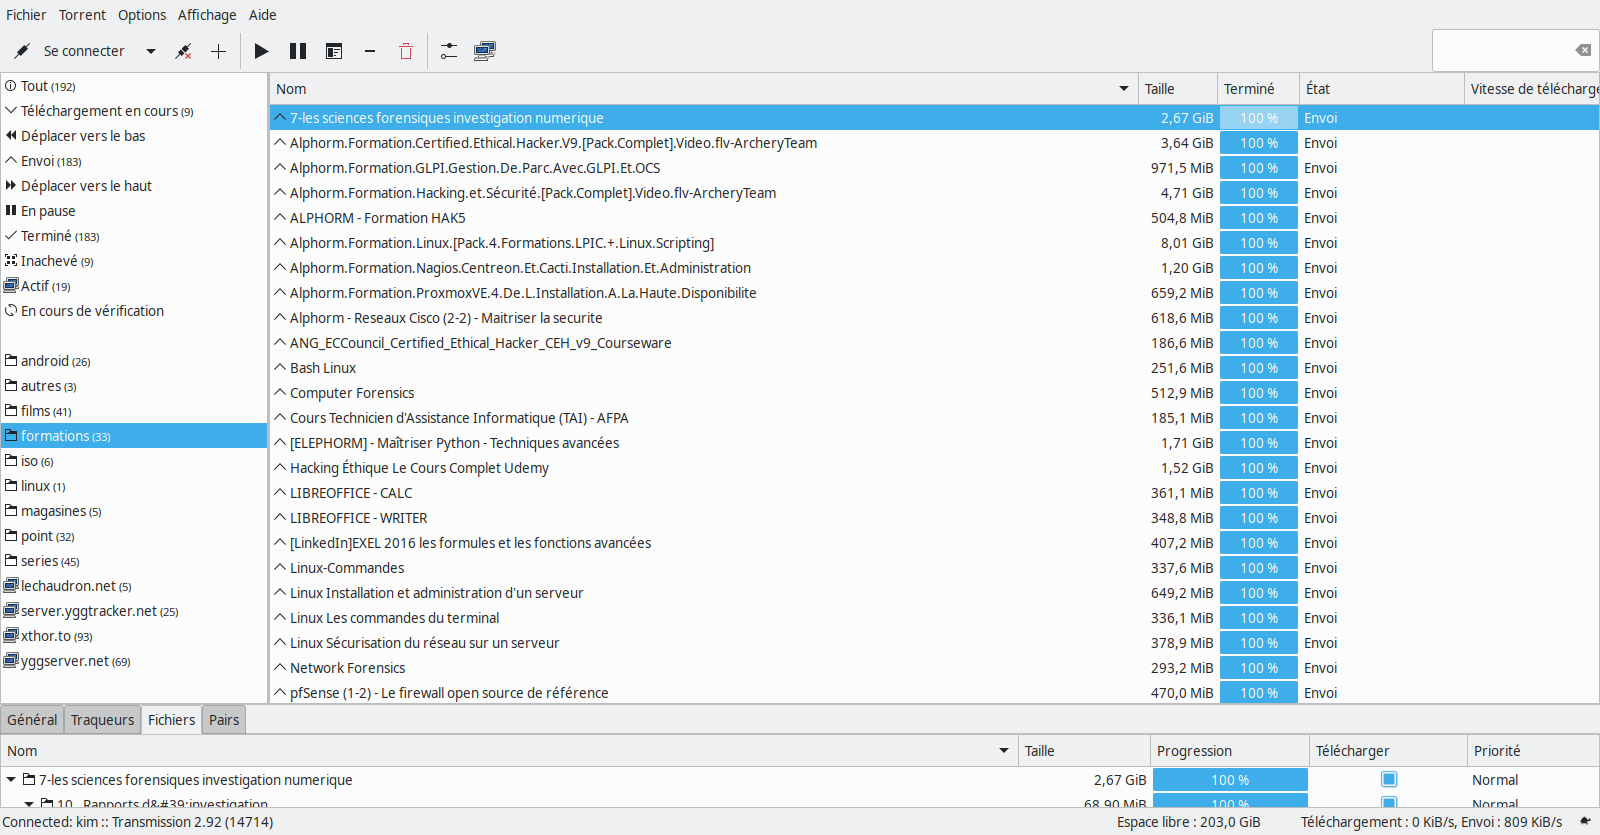 Fichier Torrent Options Affichage Aide
Se connecter
Tout (192)
Téléchargement en cours (9)
Déplacer vers le bas
Envoi (183)
Déplacer vers le haut
En pause
Terminé (183)
Inachevé (9)
Actif (19)
En cours de vérification
android (26)
autres (3)
films (41)
formations (33)
iso (6)
linux (1)
magasines (5)
point (32)
series (45)
lechaudron.net (5)
server.yggtracker.net (25)
xthor.to (93)
yggserver.net (69)
Nom Taille Terminé État Vitesse de télécharge
7-les sciences forensiques investigation numerique 2,67 GiB 100 % Envoi
Alphorm.Formation.Certified.Ethical.Hacker.V9.[Pack.Complet].Video.flv-ArcheryTeam 3,64 GiB 100 % Envoi
Alphorm.Formation.GLPI.Gestion.De.Parc.Avec.GLPI.Et.OCS 971,5 MiB 100 % Envoi
Alphorm.Formation.Hacking.et.Sécurité.[Pack.Complet].Video.flv-ArcheryTeam 4,71 GiB 100 % Envoi
ALPHORM - Formation HAK5 504,8 MiB 100 % Envoi
Alphorm.Formation.Linux.[Pack.4.Formations.LPIC.+.Linux.Scripting] 8,01 GiB 100 % Envoi
Alphorm.Formation.Nagios.Centreon.Et.Cacti.Installation.Et.Administration 1,20 GiB 100 % Envoi
Alphorm.Formation.ProxmoxVE.4.De.L.Installation.A.La.Haute.Disponibilite 659,2 MiB 100 % Envoi
Alphorm - Reseaux Cisco (2-2) - Maitriser la securite 618,6 MiB 100 % Envoi
ANG_ECCouncil_Certified_Ethical_Hacker_CEH_v9_Courseware 186,6 MiB 100 % Envoi
Bash Linux 251,6 MiB 100 % Envoi
Computer Forensics 512,9 MiB 100 % Envoi
Cours Technicien d'Assistance Informatique (TAI) - AFPA 185,1 MiB 100 % Envoi
[ELEPHORM] - Maîtriser Python - Techniques avancées 1,71 GiB 100 % Envoi
Hacking Éthique Le Cours Complet Udemy 1,52 GiB 100 % Envoi
LIBREOFFICE - CALC 361,1 MiB 100 % Envoi
LIBREOFFICE - WRITER 348,8 MiB 100 % Envoi
[LinkedIn]EXEL 2016 les formules et les fonctions avancées 407,2 MiB 100 % Envoi
Linux-Commandes 337,6 MiB 100 % Envoi
Linux Installation et administration d'un serveur 649,2 MiB 100 % Envoi
Linux Les commandes du terminal 336,1 MiB 100 % Envoi
Linux Sécurisation du réseau sur un serveur 378,9 MiB 100 % Envoi
Network Forensics 293,2 MiB 100 % Envoi
pfSense (1-2) - Le firewall open source de référence 470,0 MiB 100 % Envoi
Général Traqueurs Fichiers Pairs
Nom Taille Progression Télécharger Priorité
7-les sciences forensiques investigation numerique 2,67 GiB 100 % Normal
10 . Rapports d&#39;investigation 68,90 MiB 100 % Normal
Connected: kim :: Transmission 2.92 (14714) Espace libre : 203,0 GiB Téléchargement : 0 KiB/s, Envoi : 809 KiB/s